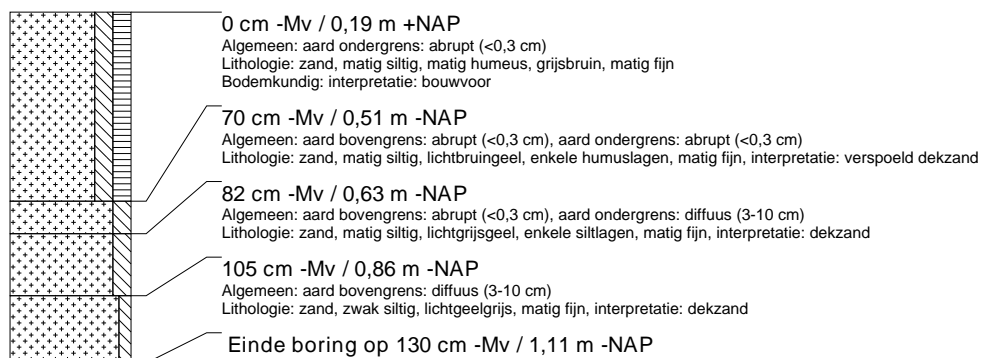 0 cm -Mv / 0,19 m +NAP
Algemeen: aard ondergrens: abrupt (<0,3 cm)
Lithologie: zand, matig siltig, matig humeus, grijsbruin, matig fijn
Bodemkundig: interpretatie: bouwvoor
70 cm -Mv / 0,51 m -NAP
Algemeen: aard bovengrens: abrupt (<0,3 cm), aard ondergrens: abrupt (<0,3 cm)
Lithologie: zand, matig siltig, lichtbruingeel, enkele humuslagen, matig fijn, interpretatie: verspoeld dekzand
82 cm -Mv / 0,63 m -NAP
Algemeen: aard bovengrens: abrupt (<0,3 cm), aard ondergrens: diffuus (3-10 cm)
Lithologie: zand, matig siltig, lichtgrijsgeel, enkele siltlagen, matig fijn, interpretatie: dekzand
105 cm -Mv / 0,86 m -NAP
Algemeen: aard bovengrens: diffuus (3-10 cm)
Lithologie: zand, zwak siltig, lichtgeelgrijs, matig fijn, interpretatie: dekzand
Einde boring op 130 cm -Mv / 1,11 m -NAP